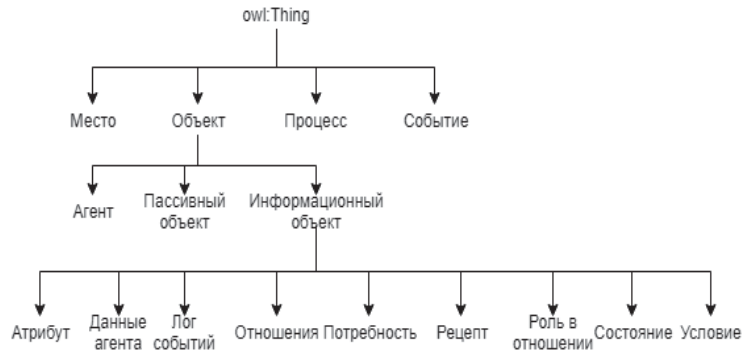 owl:Thing
Место Объект Процесс Событие
Агент Пассивный объект Информационный объект
Атрибут Данные агента Лог событий Отношения Потребность Рецепт Роль в отношении Состояние Условие